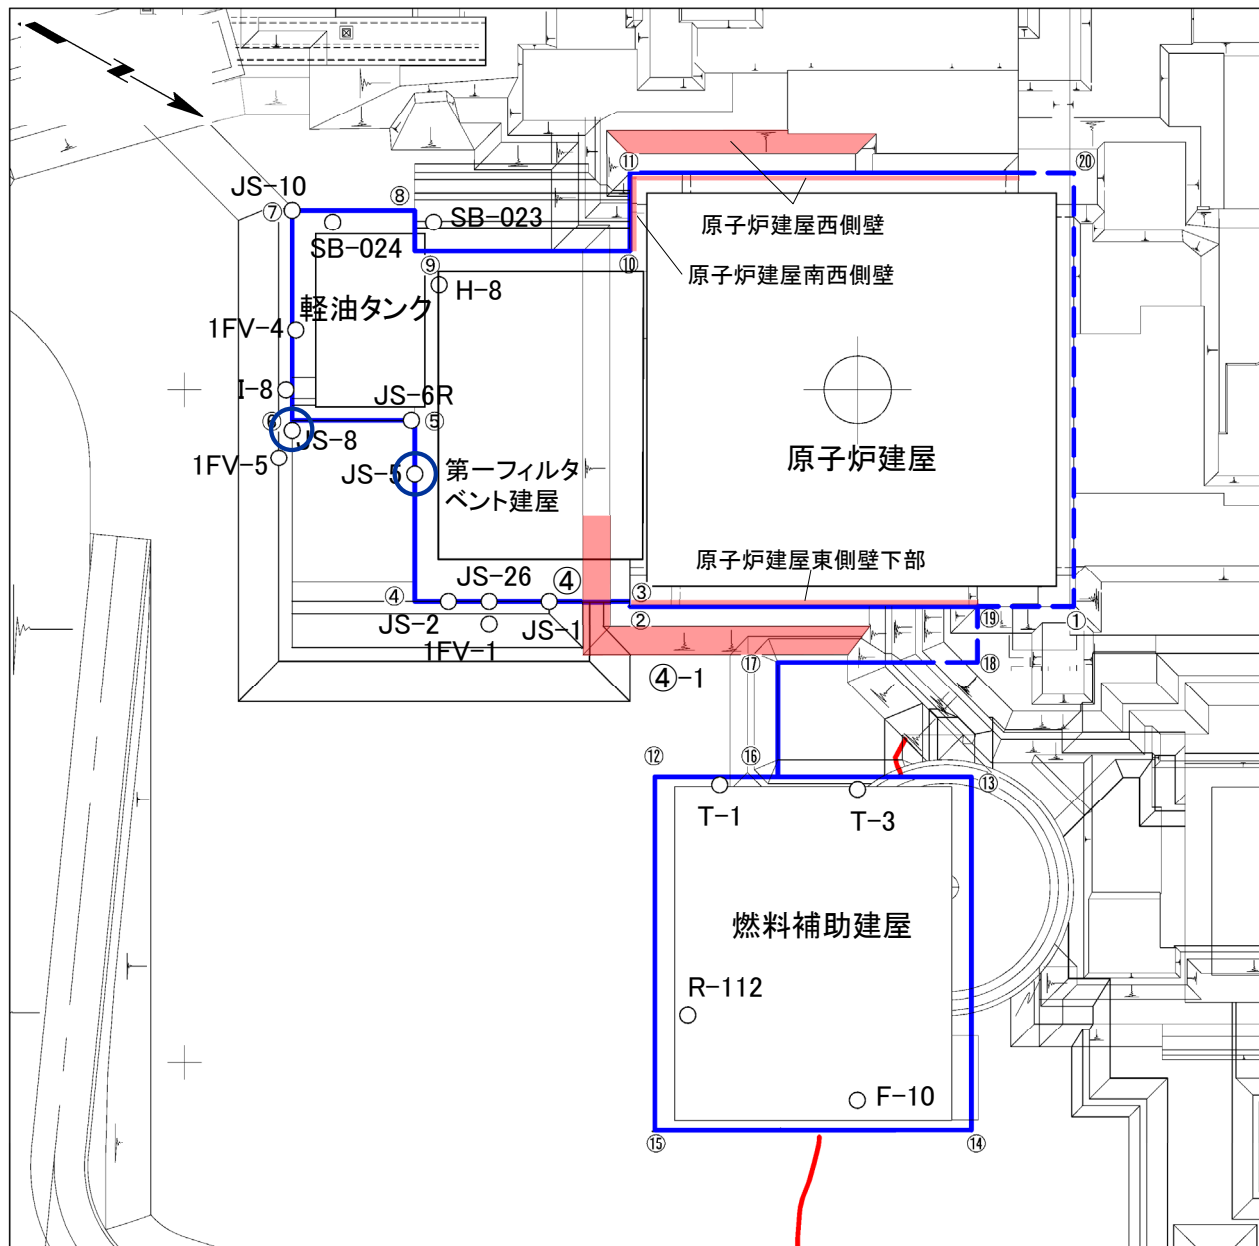 ⑪
⑳
JS-10
⑦
⑧
SB-023
SB-024
原子炉建屋西側壁
⑨
⑩
原子炉建屋南西側壁
H-8
軽油タンク
1FV-4
I-8
JS-6R
⑥
⑤
JS-8
1FV-5
JS-5
第一フィルタ
ベント建屋
原子炉建屋
原子炉建屋東側壁下部
④
JS-26
④
③
JS-2
JS-1
②
⑲
①
1FV-1
⑰
⑱
④-1
⑫
⑯
⑬
T-1
T-3
燃料補助建屋
R-112
F-10
⑮
⑭